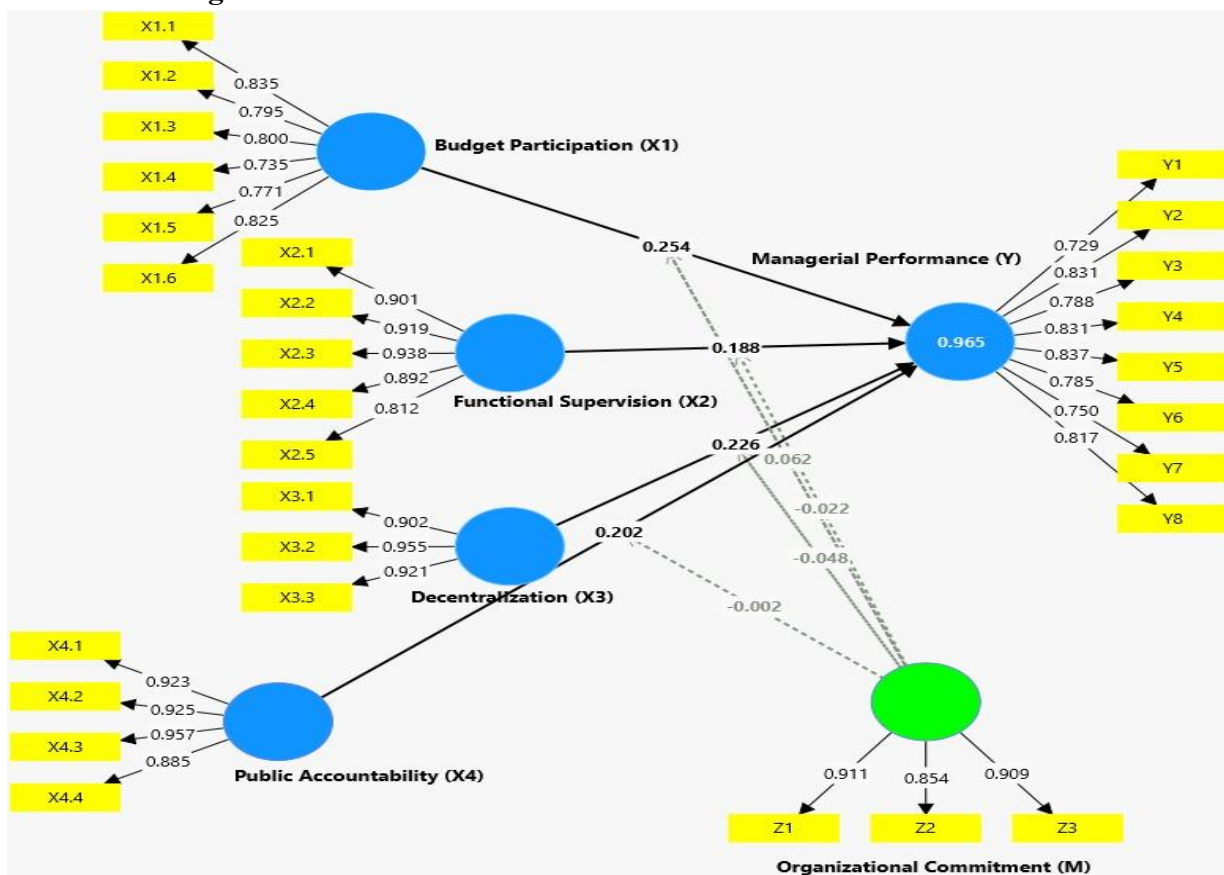 X1.1
X1.2
X1.3
X1.4
X1.5
X1.6
0.835
0.795
0.800
0.735
0.771
0.825
Budget Participation (X1)
X2.1
X2.2
X2.3
X2.4
X2.5
0.901
0.919
0.938
0.892
0.812
Functional Supervision (X2)
X3.1
X3.2
X3.3
0.902
0.955
0.921
Decentralization (X3)
X4.1
X4.2
X4.3
X4.4
0.923
0.925
0.957
0.885
Public Accountability (X4)
0.254
0.188
0.226
0.202
0.062
-0.022
-0.048
-0.002
Managerial Performance (Y)
0.965
0.729
0.831
0.788
0.831
0.837
0.785
0.750
0.817
Y1
Y2
Y3
Y4
Y5
Y6
Y7
Y8
0.911
0.854
0.909
Z1
Z2
Z3
Organizational Commitment (M)